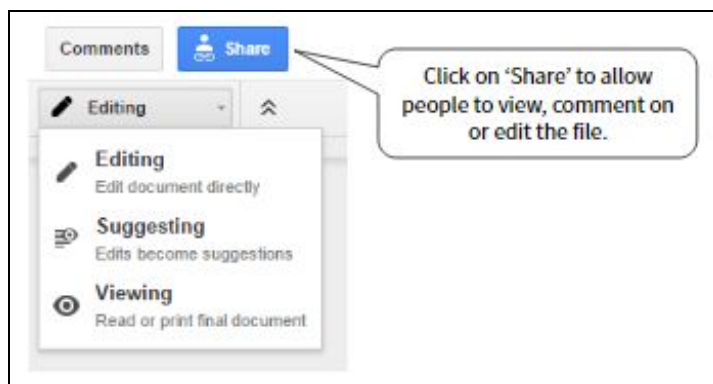 Comments
Share
Click on ‘Share’ to allow
people to view, comment on
or edit the file.
Editing
Editing
Edit document directly
Suggesting
Edits become suggestions
Viewing
Read or print final document